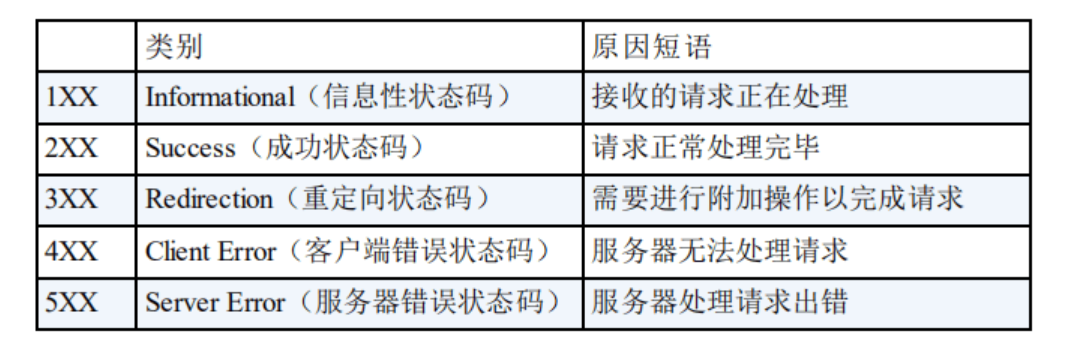 类别 原因短语
1XX Informational（信息性状态码） 接收的请求正在处理
2XX Success（成功状态码） 请求正常处理完毕
3XX Redirection（重定向状态码） 需要进行附加操作以完成请求
4XX Client Error（客户端错误状态码） 服务器无法处理请求
5XX Server Error（服务器错误状态码） 服务器处理请求出错